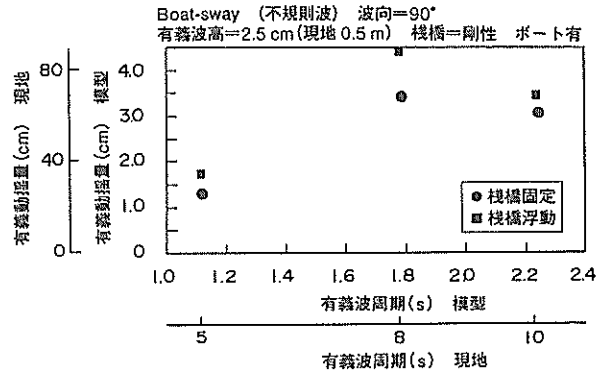 Boat-sway (不規則波) 波向=90°
有義波高=2.5cm(現地0.5m) 桟橋=剛性 ボート有
有義動揺量(cm) 現地
80
40
0
有義動揺量(cm) 模型
4.0
3.0
2.0
1.0
0
桟橋固定
桟橋浮動
1.0 1.2 1.4 1.6 1.8 2.0 2.2 2.4
有義波周期(s) 模型
5 8 10
有義波周期(s) 現地